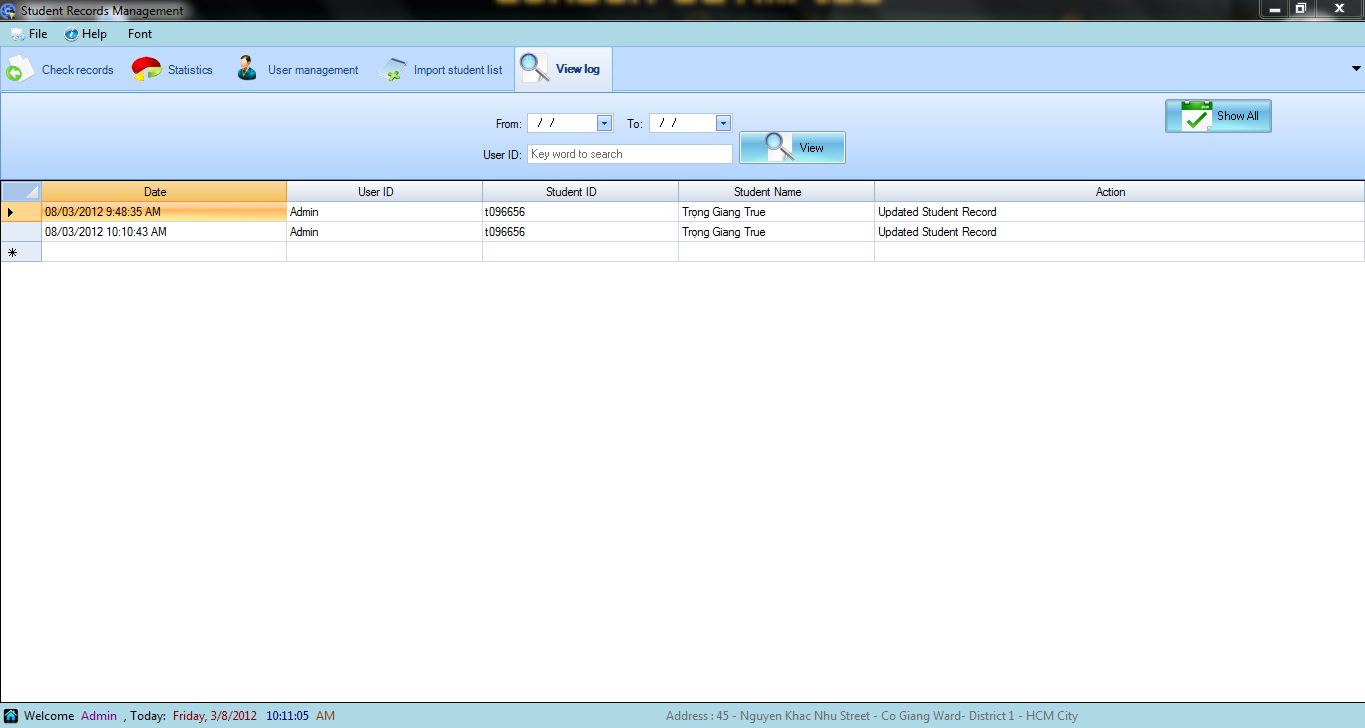 Student Records Management
File Help Font
Check records Statistics User management Import student list View log
Show All
From: / / To: / /
User ID: Key word to search View
Date User ID Student ID Student Name Action
08/03/2012 9:48:35 AM Admin t096656 Trọng Giang True Updated Student Record
08/03/2012 10:10:43 AM Admin t096656 Trọng Giang True Updated Student Record
Welcome Admin , Today: Friday, 3/8/2012 10:11:05 AM Address : 45 - Nguyen Khac Nhu Street - Co Giang Ward- District 1 - HCM City